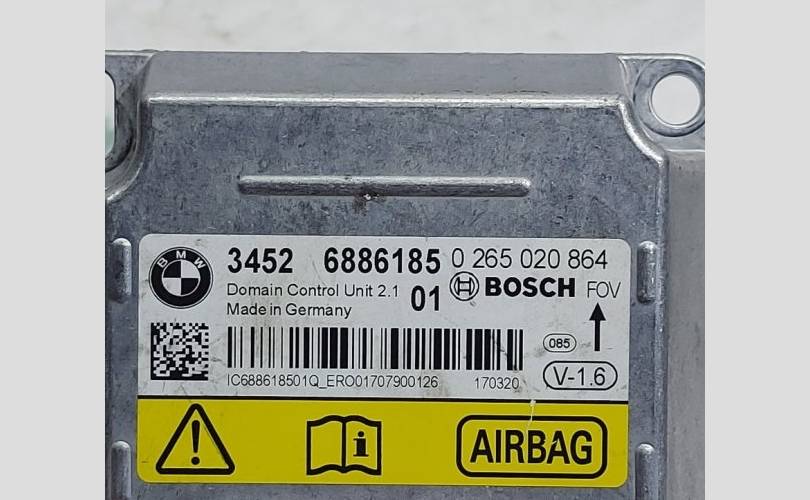 BMW
3452 6886185 0 265 020 864
Domain Control Unit 2.1 01 BOSCH FOV
Made in Germany
085
IC688618501Q_ERO01707900126 170320
V-1.6
i AIRBAG